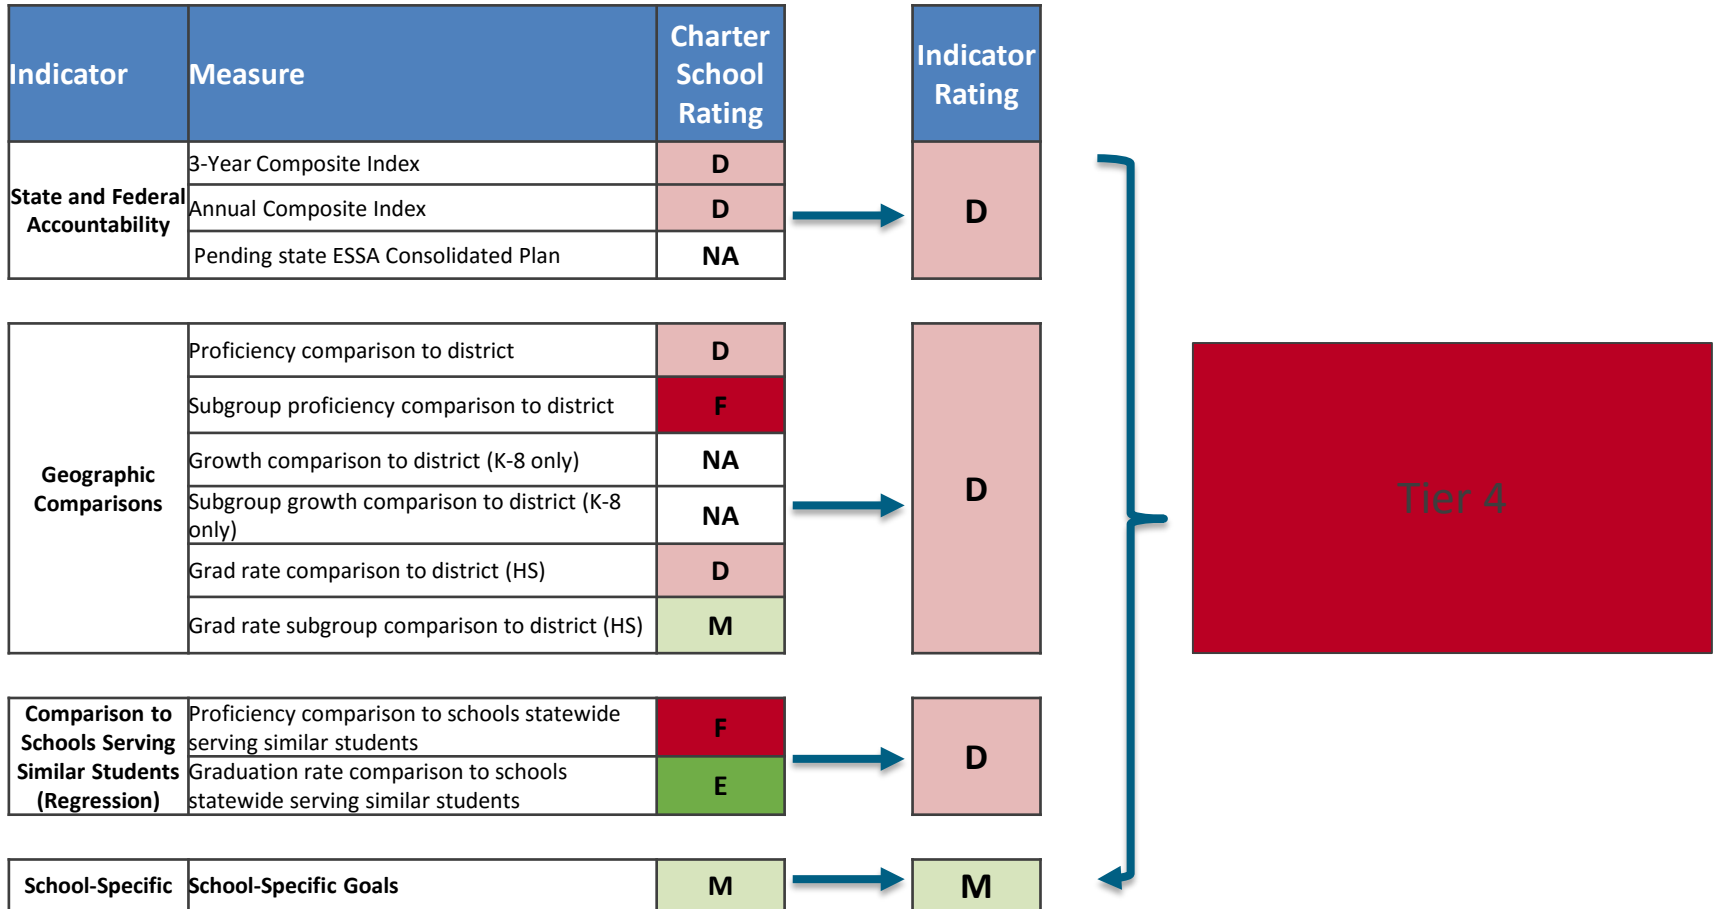 Indicator
Measure
Charter
School
Rating
Indicator
Rating
State and Federal
Accountability
3-Year Composite Index
D
Annual Composite Index
D
Pending state ESSA Consolidated Plan
NA
D
Geographic
Comparisons
Proficiency comparison to district
D
Subgroup proficiency comparison to district
F
Growth comparison to district (K-8 only)
NA
Subgroup growth comparison to district (K-8
only)
NA
Grad rate comparison to district (HS)
D
Grad rate subgroup comparison to district (HS)
M
D
Tier 4
Comparison to
Schools Serving
Similar Students
(Regression)
Proficiency comparison to schools statewide
serving similar students
F
Graduation rate comparison to schools
statewide serving similar students
E
D
School-Specific
School-Specific Goals
M
M